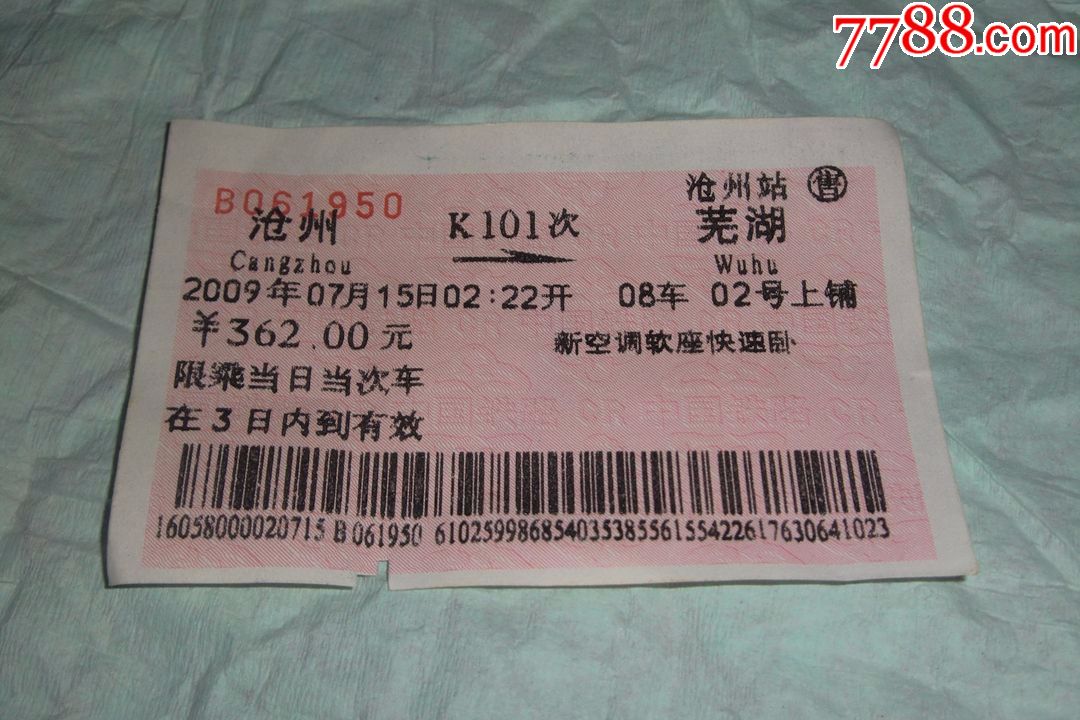 7788.com
B061950
沧州站 售
沧州 K101次 芜湖
Cangzhou Wuhu
2009年07月15日02:22开 08车 02号上铺
￥362.00元 新空调软座快速卧
限乘当日当次车
在3日内到有效
16058000020715 B 061950 61025998685403538556155422617630641023